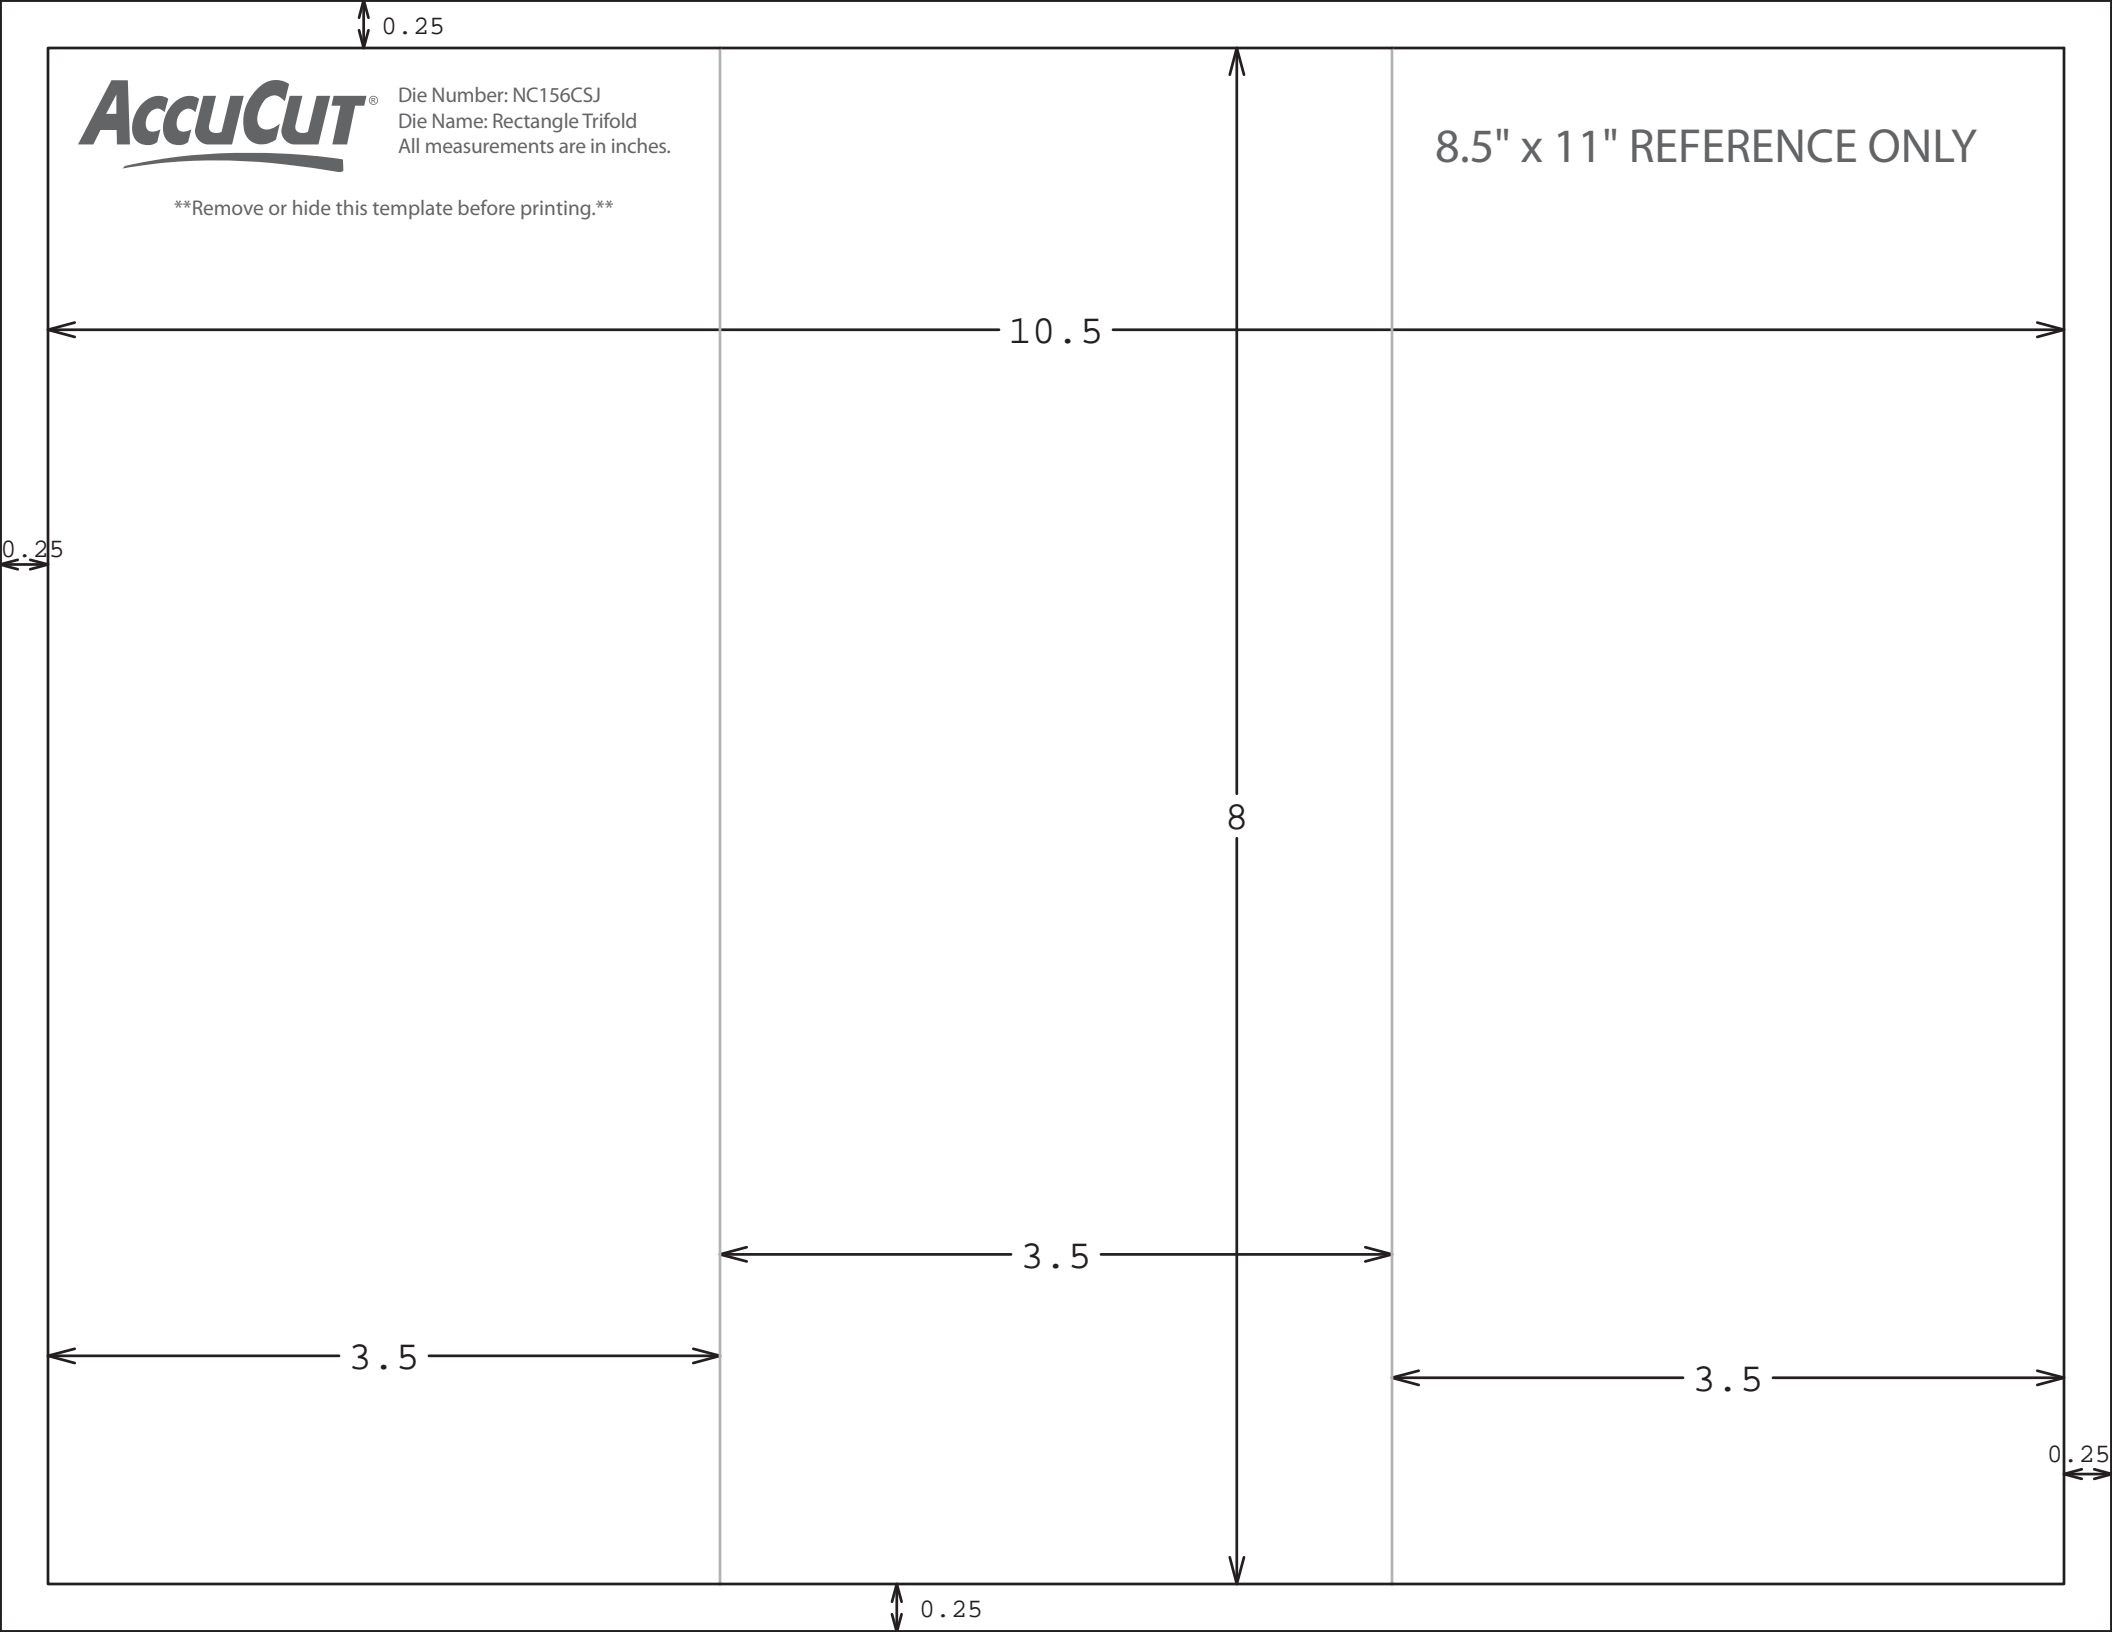 0.25
AccuCut®
Die Number: NC156CSJ
Die Name: Rectangle Trifold
All measurements are in inches.
8.5" x 11" REFERENCE ONLY
**Remove or hide this template before printing.**
10.5
0.25
8
3.5
3.5
3.5
0.25
0.25